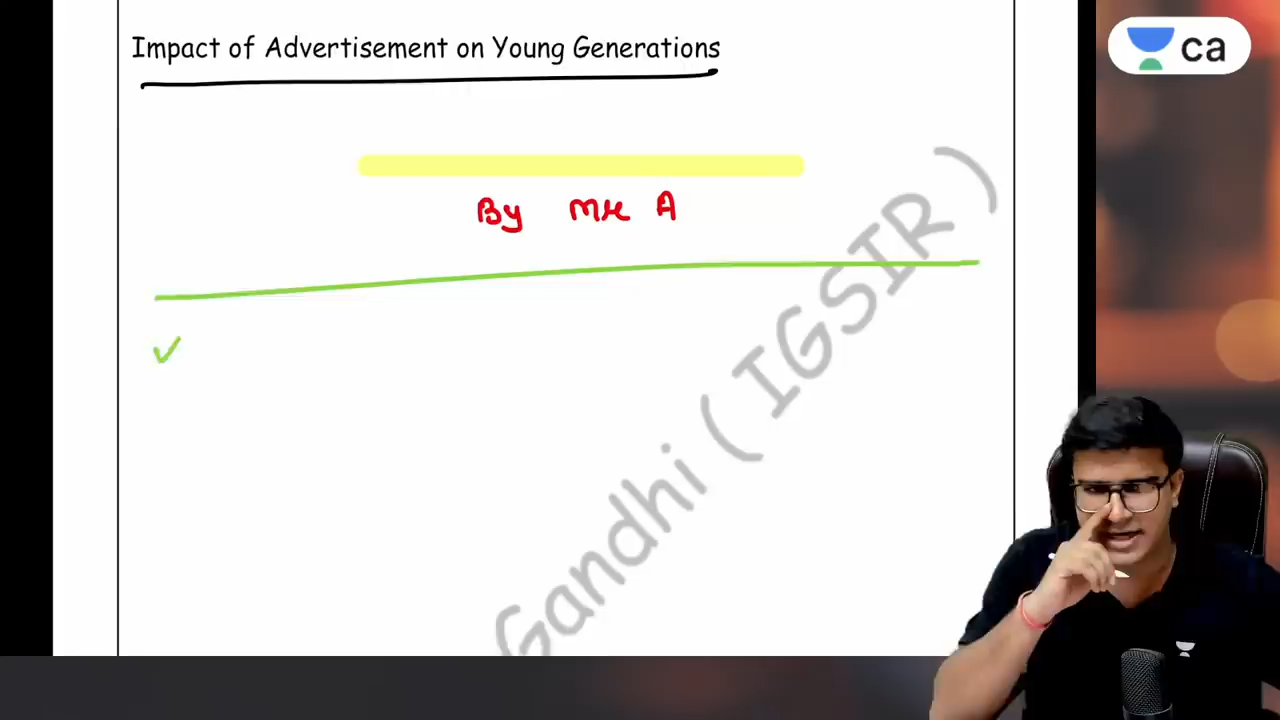 Impact of Advertisement on Young Generations
ca
By Mr A
Gandhi ( IGSIR )